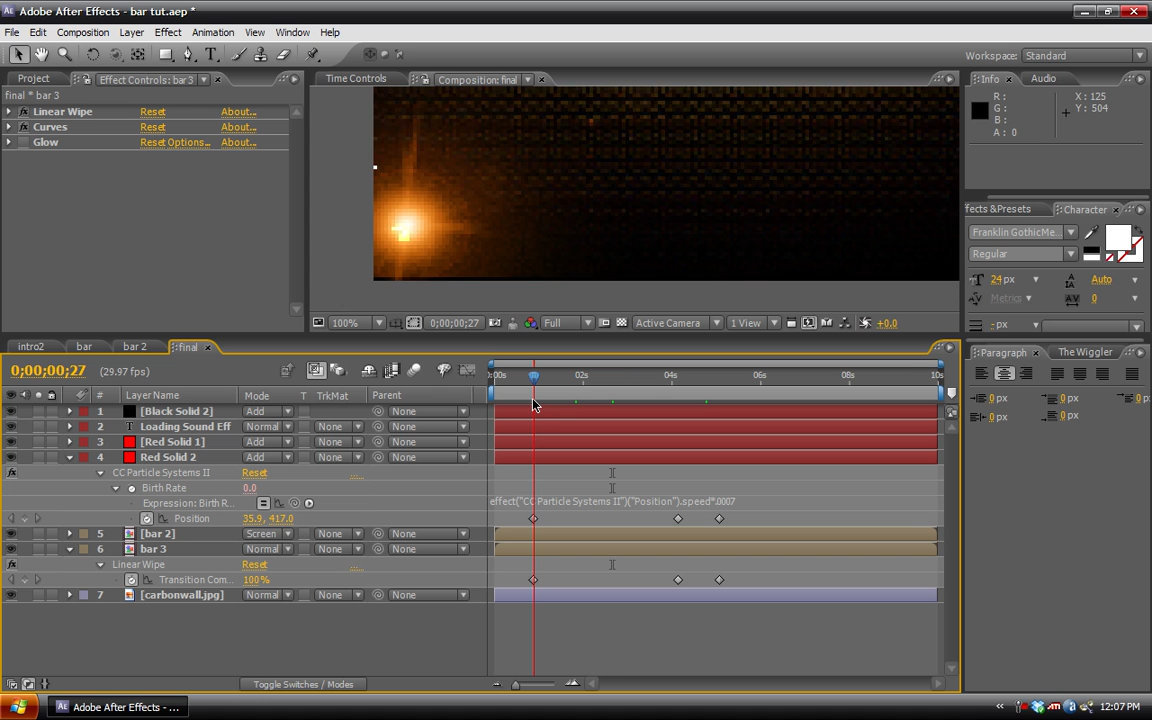 Adobe After Effects - bar tut.aep *
File Edit Composition Layer Effect Animation View Window Help
Workspace: Standard
Project Effect Controls: bar 3
Time Controls Composition: final
Info Audio
final * bar 3
Linear Wipe Reset About...
Curves Reset About...
Glow Reset Options... About...
R :
G :
B :
A : 0
X : 125
Y : 504
fects &Presets Character
Franklin GothicMe...
Regular
24 px Auto
Metrics 0
- px
100% 0;00;00;27 Full Active Camera 1 View +0.0
intro2 bar bar 2 final
Paragraph The Wiggler
0;00;00;27 (29.97 fps)
:00s 02s 04s 06s 08s 10s
# Layer Name Mode T TrkMat Parent
1 [Black Solid 2] Add None
2 Loading Sound Eff Normal None None
3 [Red Solid 1] Add None None
4 Red Solid 2 Add None None
CC Particle Systems II Reset ...
Birth Rate 0.0
Expression: Birth R... effect("CC Particle Systems II")("Position").speed*.0007
Position 35.9, 417.0
5 [bar 2] Screen None None
6 bar 3 Normal None None
Linear Wipe Reset ...
Transition Com... 100%
7 [carbonwall.jpg] Normal None None
0 px 0 px 0 p
0 px 0 px
Toggle Switches / Modes
Adobe After Effects - ... 12:07 PM